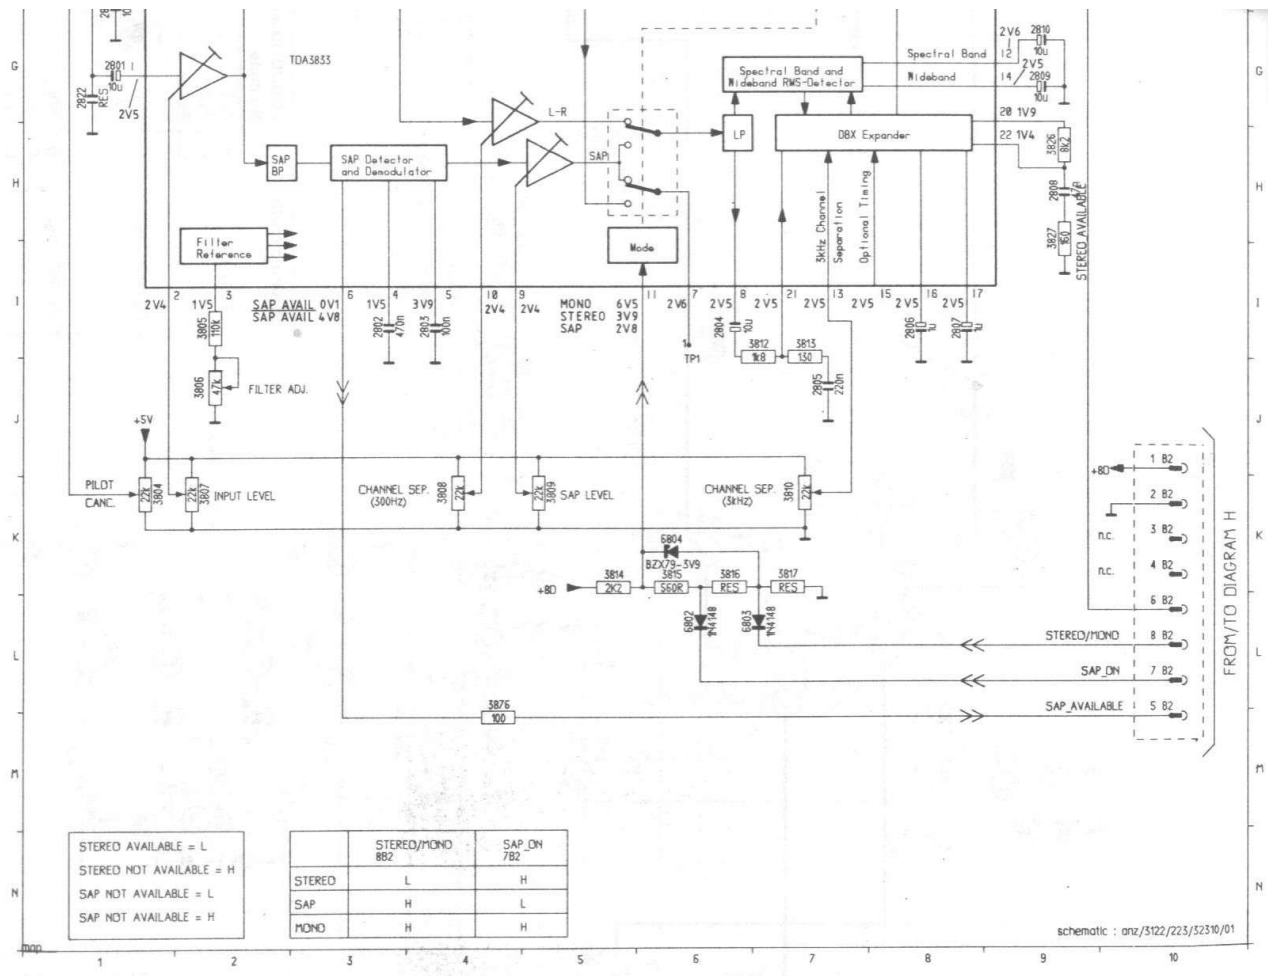 2V6
2810
10u
Spectral Band 12
2V5
Wideband 14
2809
10u
G
2801 1
10u
2822
RES
2V5
TDA3833
L-R
Spectral Band and
Wideband RMS-Detector
G
20 1V9
22 1V4
LP
DBX Expander
3826
8k2
H
SAP
BP
SAP Detector
and Demodulator
SAP
2808
3827
STEREO_AVAILABLE
H
Filter
Reference
Mode
3kHz Channel
Separation
Optional Timing
I
2V4 2
1V5 3
SAP AVAIL 0V1 6
SAP AVAIL 4V8
1V5 4
3V9 5
10 2V4
9 2V4
MONO 6V5 11
STEREO 3V9
SAP 2V8
2V6 7
2V5 8
2V5 21
2V5 13
2V5 15
2V5 16
2V5 17
I
3805
110k
2802
470n
2803
100n
2804
10u
2806
1u
2807
1u
1 TP1
3812
1k8
3813
130
2805
220n
3806
47k
FILTER ADJ.
J
+5V
J
PILOT
CANC.
22k
3804
22k
3807
INPUT LEVEL
CHANNEL SEP.
(300Hz)
3808
22k
22k
3809
SAP LEVEL
CHANNEL SEP.
(3kHz)
3810
22k
+8D
1 B2
2 B2
K
n.c. 3 B2
n.c. 4 B2
6 B2
K
6804
BZX79-3V9
+8D
3814
2K2
3815
560R
3816
RES
3817
RES
6802
1N4148
6803
1N4148
L
STEREO/MONO 8 B2
SAP_ON 7 B2
SAP_AVAILABLE 5 B2
L
FROM/TO DIAGRAM H
3876
100
M
M
STEREO AVAILABLE = L
STEREO NOT AVAILABLE = H
SAP NOT AVAILABLE = L
SAP NOT AVAILABLE = H
STEREO/MONO
8B2
SAP_ON
7B2
STEREO L H
SAP H L
MONO H H
N
N
schematic : anz/3122/223/32310/01
map
1 2 3 4 5 6 7 8 9 10